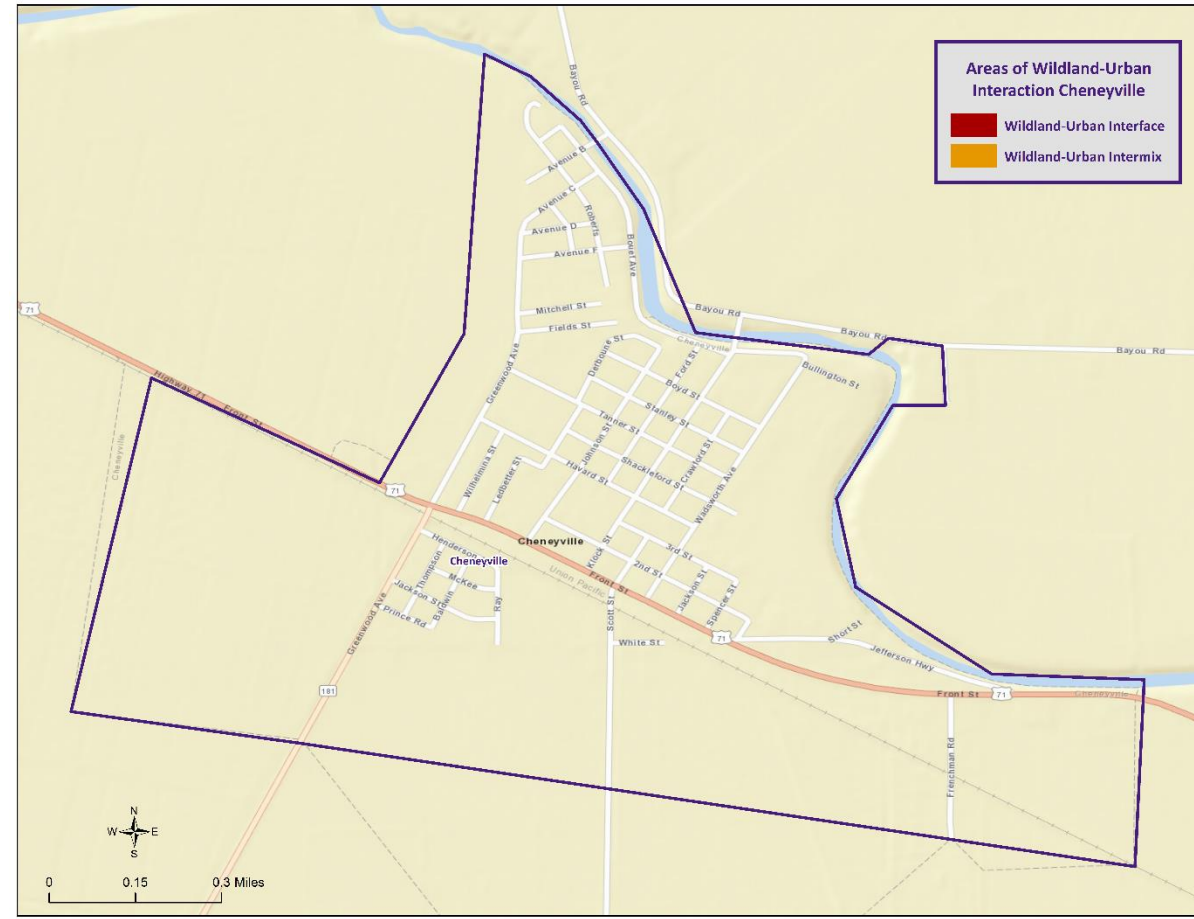 Areas of Wildland-Urban
Interaction Cheneyville
Wildland-Urban Interface
Wildland-Urban Intermix
Bayou Rd
Avenue B
Avenue C
Roberts
Avenue D
Avenue F
Bouef Ave
Mitchell St
Fields St
Bayou Rd
Bayou Rd
Bayou Rd
Cheneyville
71
Highway 71
Front St
Cheneyville
Greenwood Ave
Derboune St
Ford St
Bullington St
Boyd St
Stanley St
Tanner St
Johnson St
Crawford St
Shackleford St
Havard St
Wilhelmina St
Ledbetter St
Wadsworth Ave
71
Cheneyville
Klock St
3rd St
2nd St
Front St
Union Pacific
Jackson St
Spencer St
Henderson
Cheneyville
Thompson
McKee
Jackson St
Baldwin
Ray
Prince Rd
Greenwood Ave
Scott St
White St
71
Short St
Jefferson Hwy
181
Front St
71
Cheneyville
Frenchman Rd
N
W E
S
0 0.15 0.3 Miles